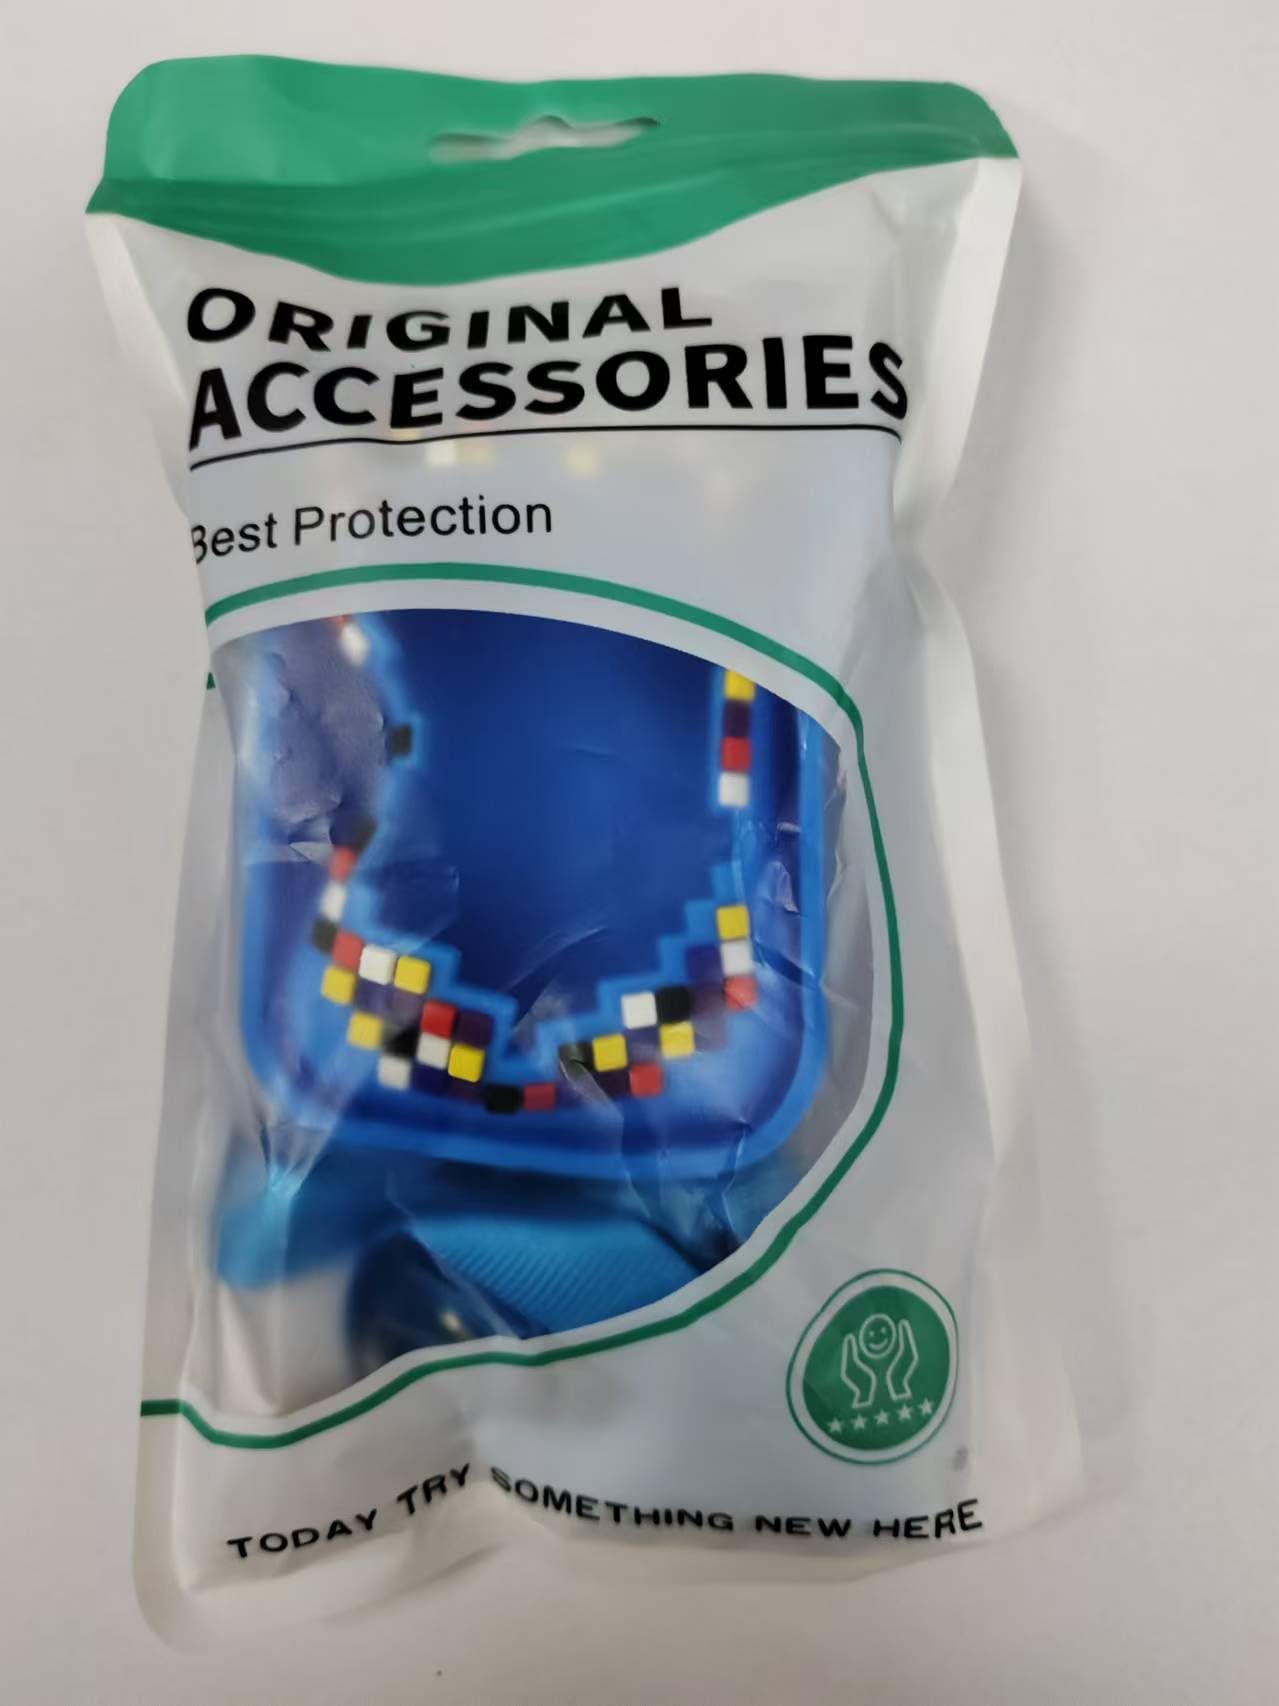 ORIGINAL
ACCESSORIES
Best Protection
TODAY TRY SOMETHING NEW HERE